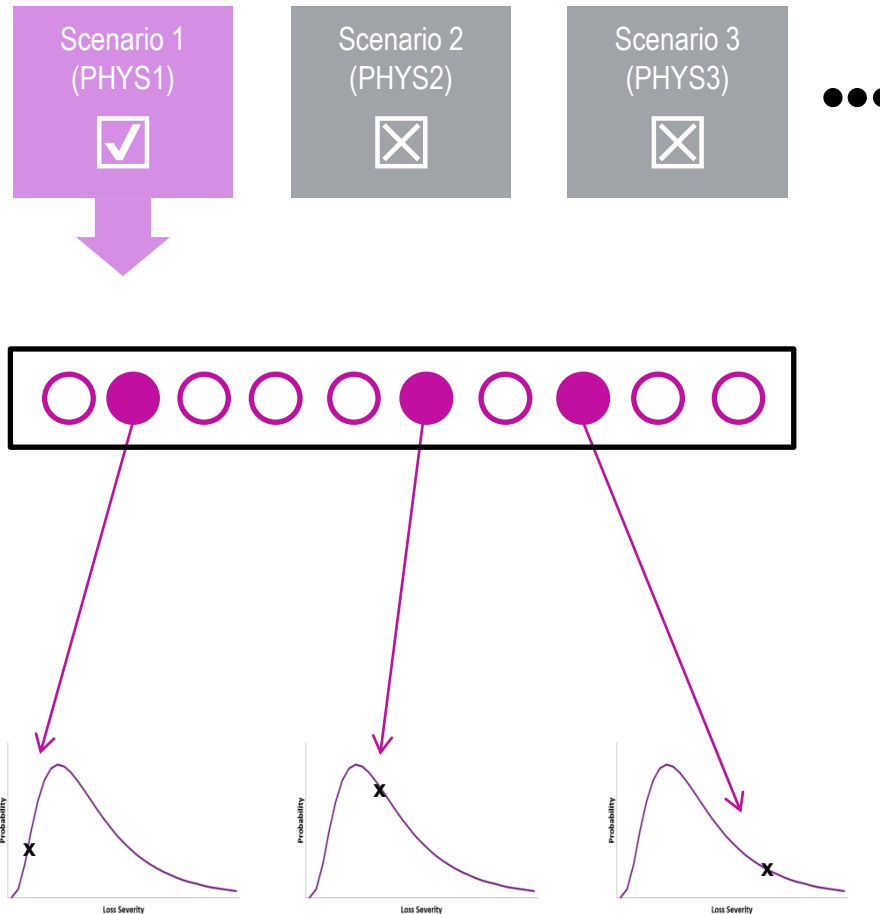 Scenario 1
(PHYS1)
Scenario 2
(PHYS2)
Scenario 3
(PHYS3)
Probability
x
Loss Severity
Probability
x
Loss Severity
Probability
x
Loss Severity